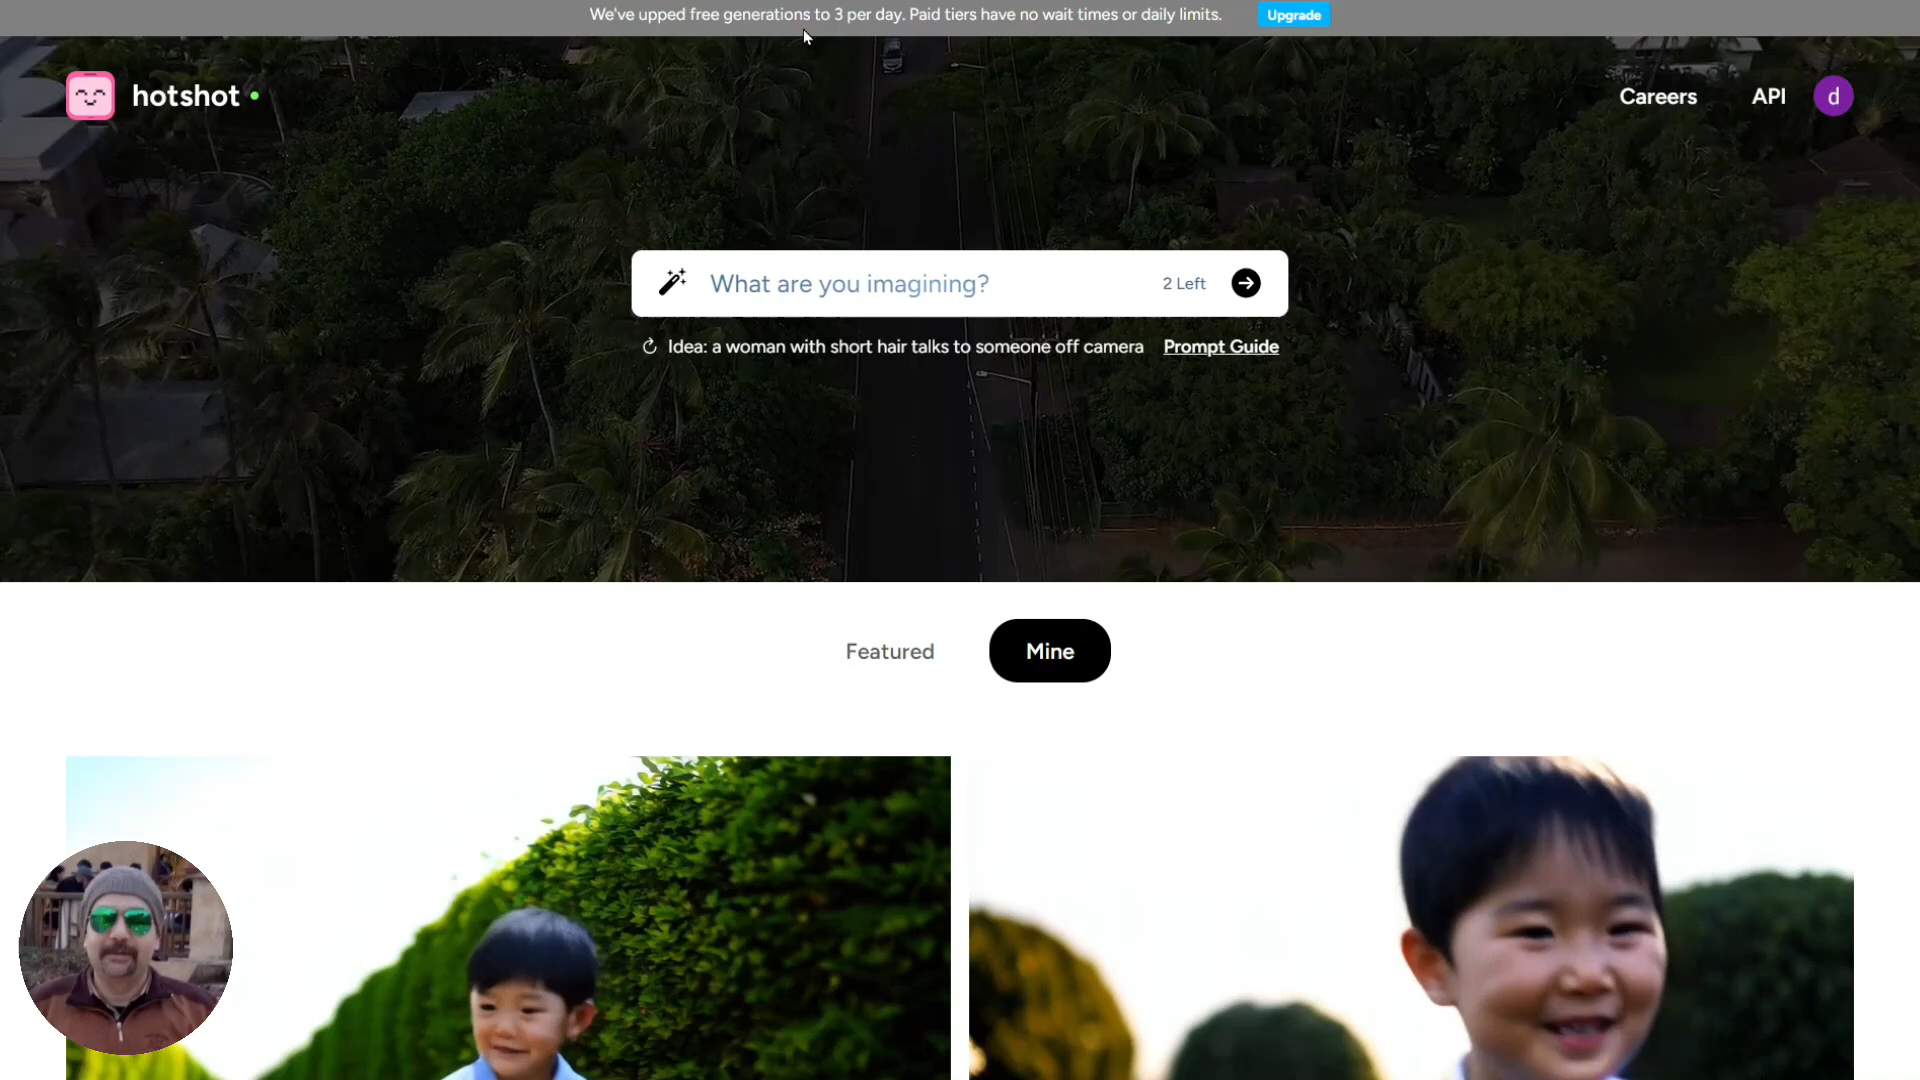 We've upped free generations to 3 per day. Paid tiers have no wait times or daily limits. Upgrade
hotshot
Careers API d
What are you imagining? 2 Left
Idea: a woman with short hair talks to someone off camera Prompt Guide
Featured Mine